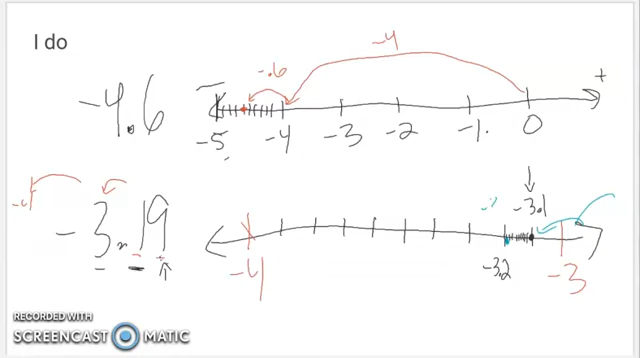 I do
-4
-.6
-4.6
- +
-5 -4 -3 -2 -1. 0
-3.19
-3.1
-4 -3.2 -3
RECORDED WITH
SCREENCAST MATIC